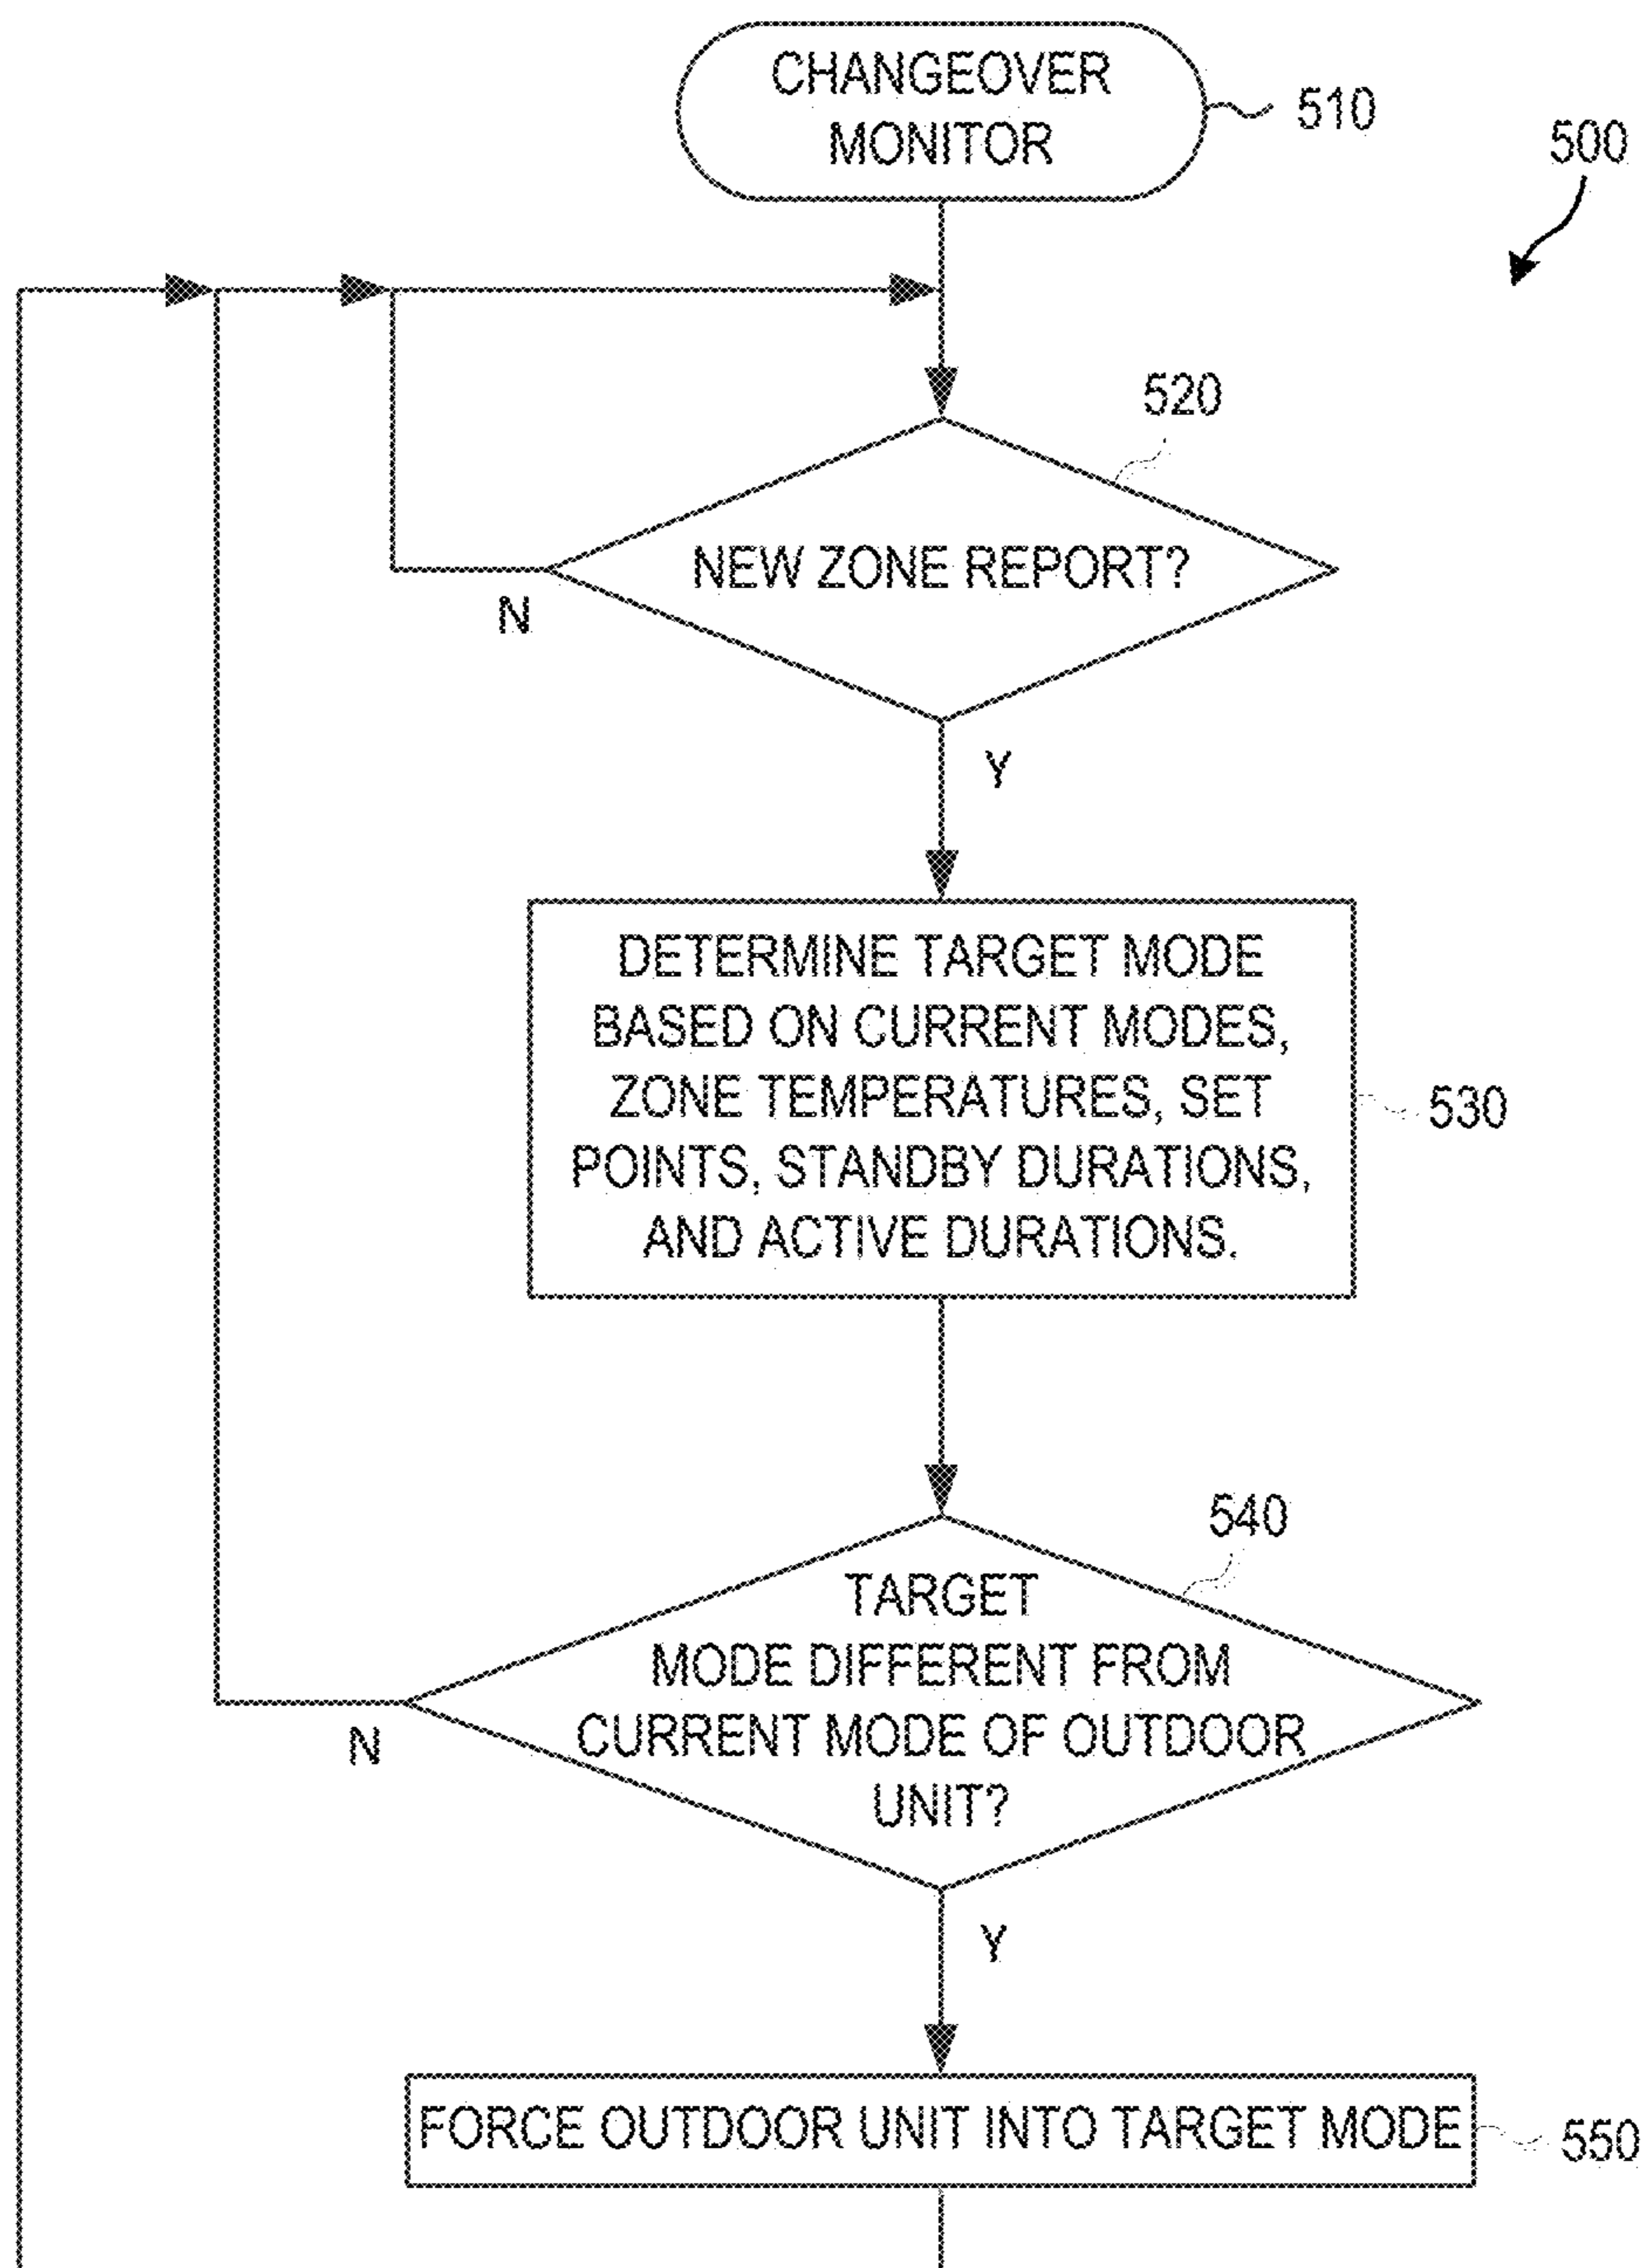 CHANGEOVER
MONITOR
510
500
520
NEW ZONE REPORT?
N
Y
DETERMINE TARGET MODE
BASED ON CURRENT MODES,
ZONE TEMPERATURES, SET
POINTS, STANDBY DURATIONS,
AND ACTIVE DURATIONS.
530
540
TARGET
MODE DIFFERENT FROM
CURRENT MODE OF OUTDOOR
UNIT?
N
Y
FORCE OUTDOOR UNIT INTO TARGET MODE
550